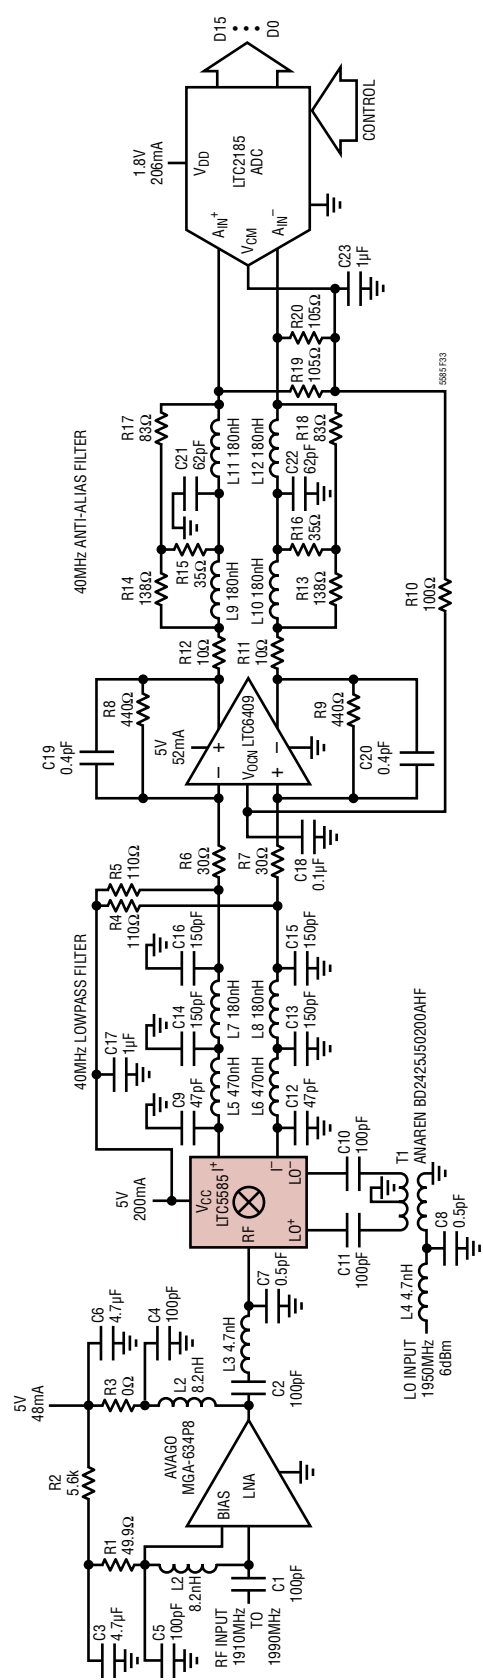 C3
4.7µF
R2
5.6k
R1
49.9Ω
C5
100pF
L2
8.2nH
RF INPUT
1910MHz
TO
1990MHz
C1
100pF
5V
48mA
C6
4.7µF
R3
0Ω
C4
100pF
L2
8.2nH
AVAGO
MGA-634P8
BIAS
LNA
C2
100pF
L3 4.7nH
C7
0.5pF
LO INPUT
1950MHz
6dBm
L4 4.7nH
C8
0.5pF
T1
ANAREN BD2425J50200AHF
C11
100pF
C10
100pF
5V
200mA
VCC
LTC5585
RF
I+
I−
LO+
LO−
40MHz LOWPASS FILTER
C17
1µF
C9
47pF
C14
150pF
C16
150pF
L5 470nH
L7 180nH
L6 470nH
L8 180nH
C12
47pF
C13
150pF
C15
150pF
R5
110Ω
R4
110Ω
R6
30Ω
R7
30Ω
C18
0.1µF
C19
0.4pF
R8
440Ω
5V
52mA
− +
VOCN LTC6409
+ −
R9
440Ω
C20
0.4pF
R12
10Ω
R11
10Ω
40MHz ANTI-ALIAS FILTER
R14
138Ω
R17
83Ω
R15
35Ω
C21
62pF
L9 180nH
L11 180nH
L10 180nH
L12 180nH
R16
35Ω
C22
62pF
R13
138Ω
R18
83Ω
R19
105Ω
R20
105Ω
R10
100Ω
C23
1µF
1.8V
206mA
VDD
LTC2185
ADC
AIN+
VCM
AIN−
D15 • • • D0
CONTROL
5585 F33